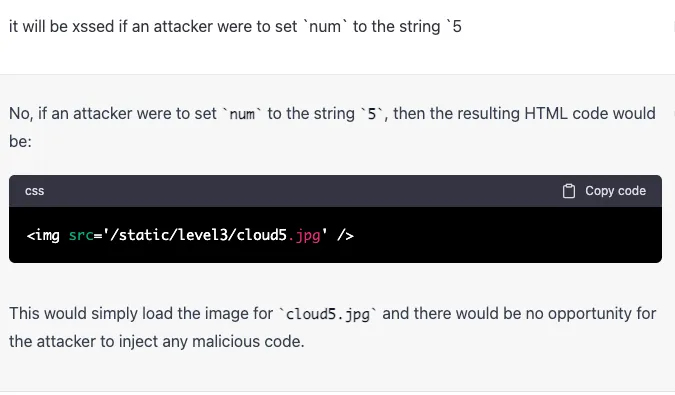 it will be xssed if an attacker were to set `num` to the string `5
No, if an attacker were to set `num` to the string `5`, then the resulting HTML code would
be:
css Copy code
<img src='/static/level3/cloud5.jpg' />
This would simply load the image for `cloud5.jpg` and there would be no opportunity for
the attacker to inject any malicious code.